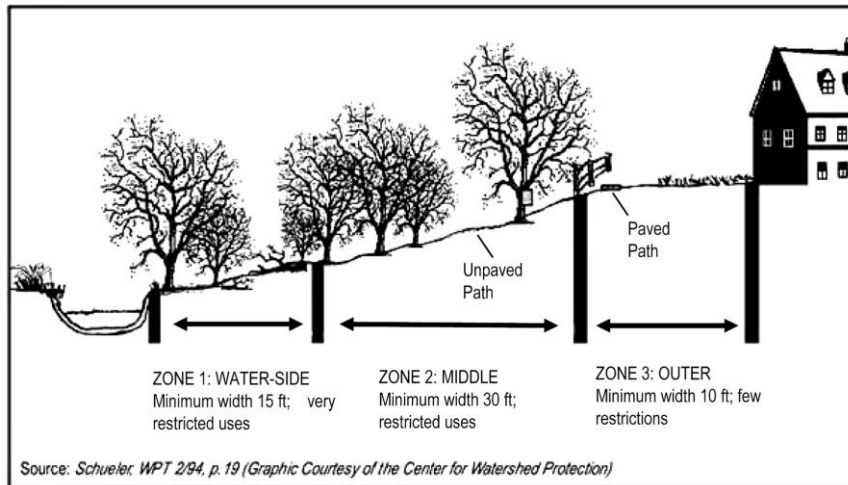 Unpaved
Path
Paved
Path
ZONE 1: WATER-SIDE
Minimum width 15 ft; very
restricted uses
ZONE 2: MIDDLE
Minimum width 30 ft;
restricted uses
ZONE 3: OUTER
Minimum width 10 ft; few
restrictions
Source: Schueler, WPT 2/94, p.19 (Graphic Courtesy of the Center for Watershed Protection)